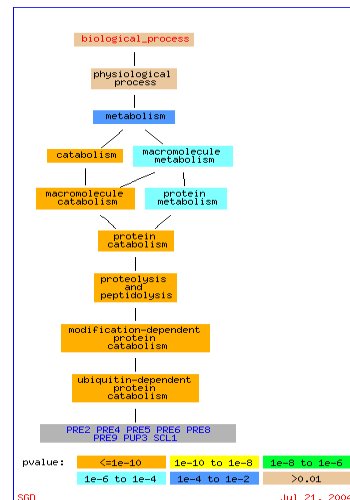 biological_process
physiological
process
metabolism
catabolism
macromolecule
metabolism
macromolecule
catabolism
protein
metabolism
protein
catabolism
proteolysis
and
peptidolysis
modification-dependent
protein
catabolism
ubiquitin-dependent
protein
catabolism
PRE2 PRE4 PRE5 PRE6 PRE8
PRE9 PUP3 SCL1
pvalue: <=1e-10 1e-10 to 1e-8 1e-8 to 1e-6
1e-6 to 1e-4 1e-4 to 1e-2 >0.01
SGD Jul 21, 2004